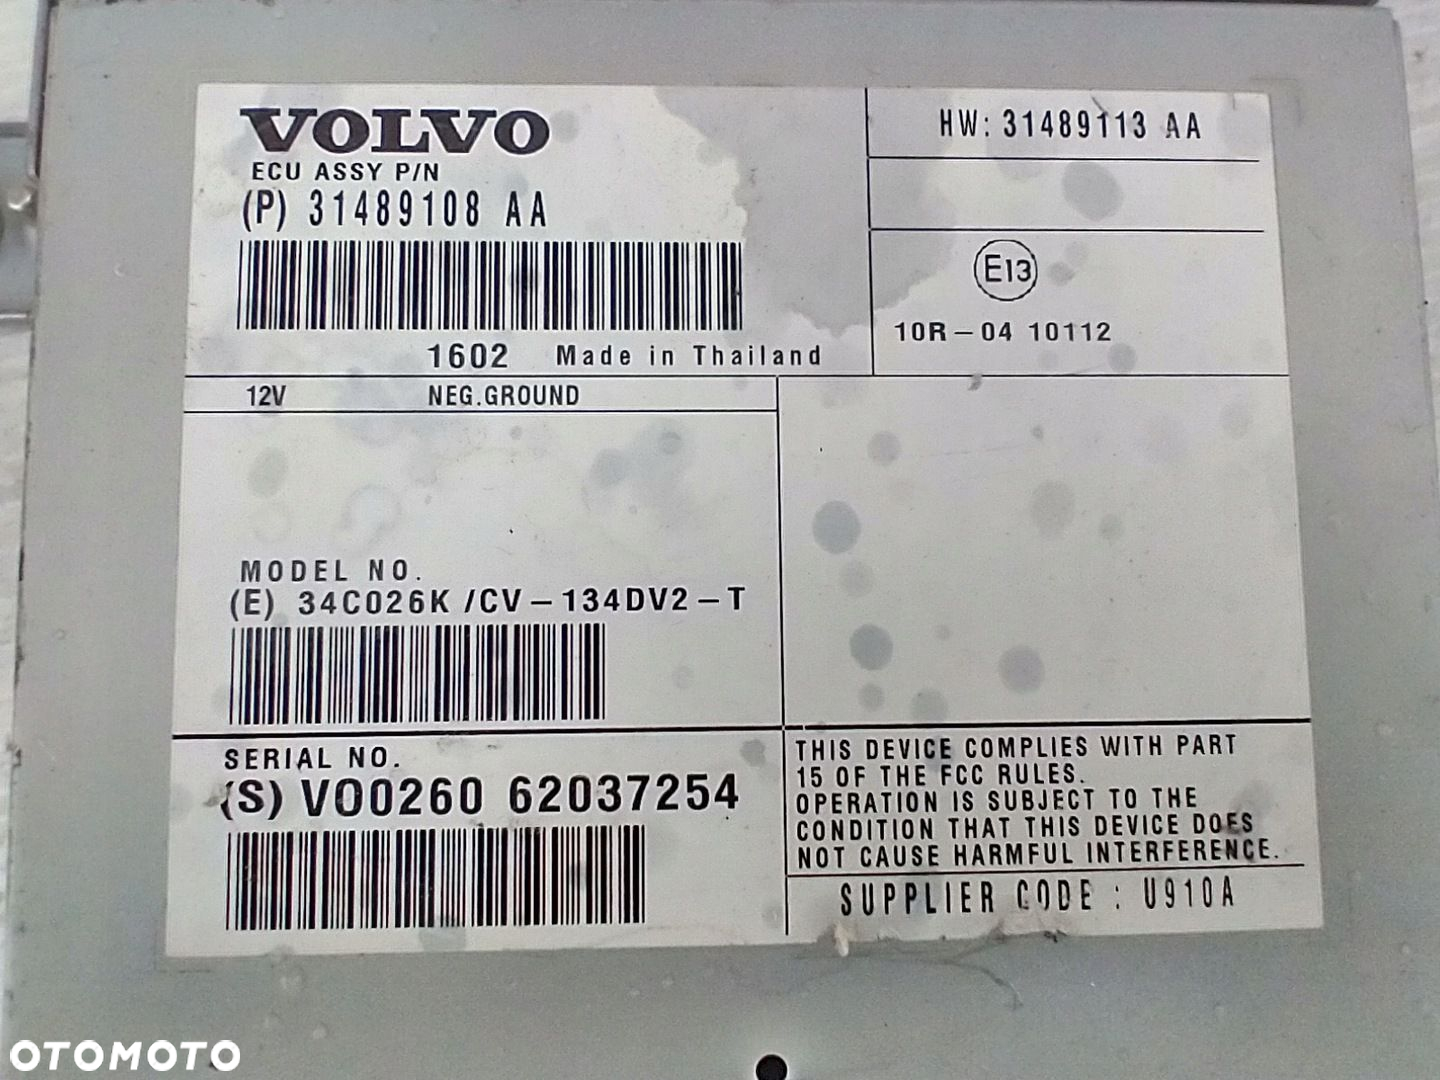 VOLVO
ECU ASSY P/N
(P) 31489108 AA
1602 Made in Thailand
HW: 31489113 AA
E13
10R-04 10112
12V NEG.GROUND
MODEL NO.
(E) 34C026K /CV-134DV2-T
SERIAL NO.
(S) VO0260 62037254
THIS DEVICE COMPLIES WITH PART
15 OF THE FCC RULES.
OPERATION IS SUBJECT TO THE
CONDITION THAT THIS DEVICE DOES
NOT CAUSE HARMFUL INTERFERENCE.
SUPPLIER CODE : U910A
OTOMOTO